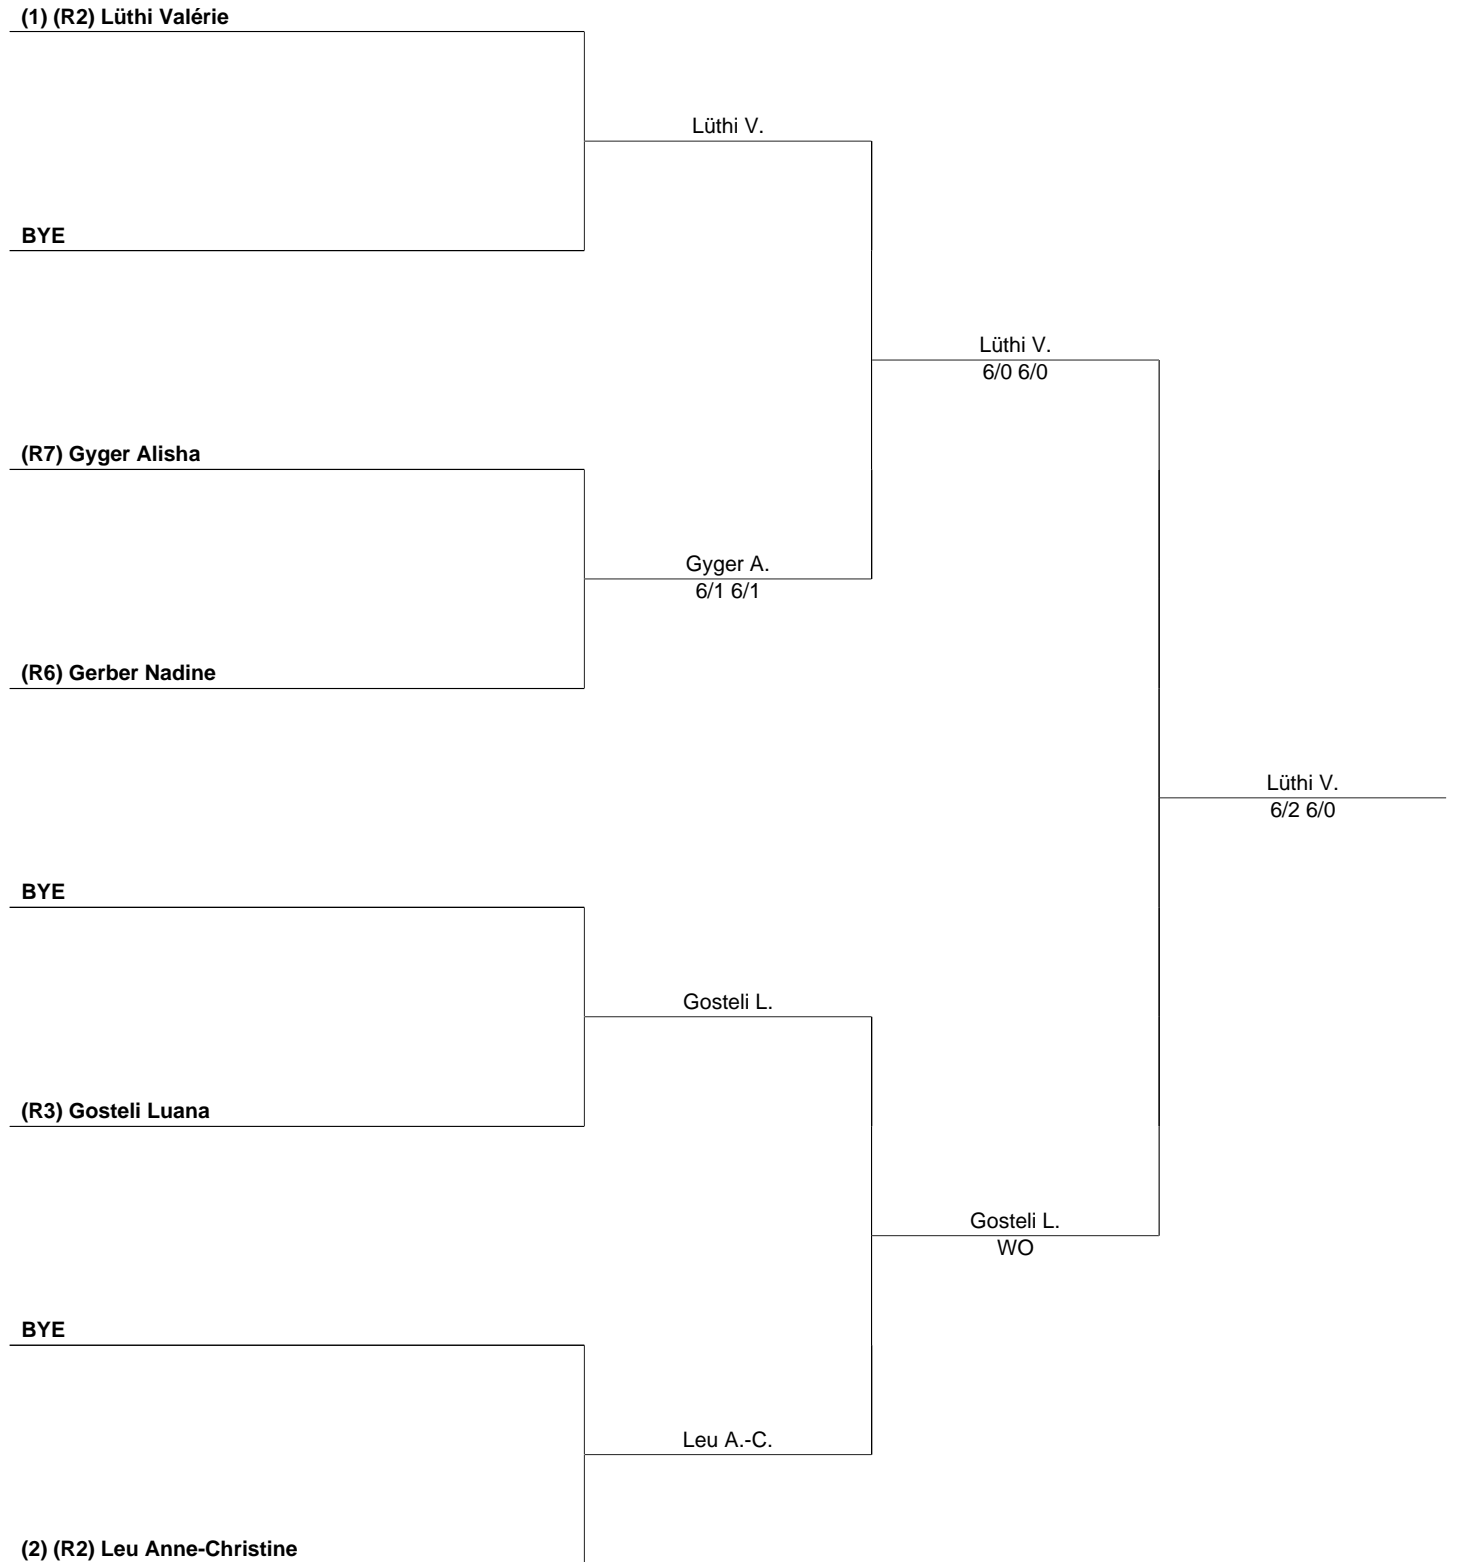 (1) (R2) Lüthi Valérie
Lüthi V.
BYE
Lüthi V.
6/0 6/0
(R7) Gyger Alisha
Gyger A.
6/1 6/1
(R6) Gerber Nadine
Lüthi V.
6/2 6/0
BYE
Gosteli L.
(R3) Gosteli Luana
Gosteli L.
WO
BYE
Leu A.-C.
(2) (R2) Leu Anne-Christine